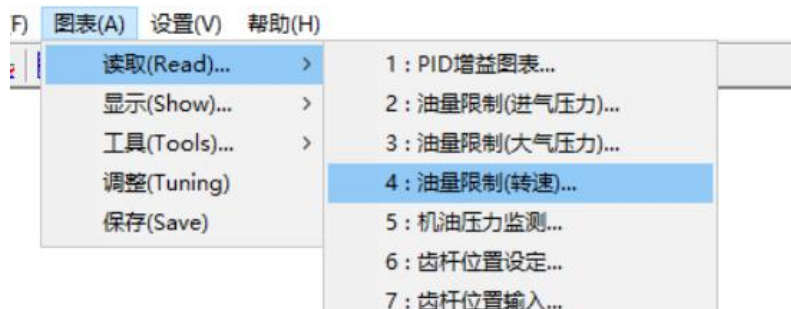 F) 图表(A) 设置(V) 帮助(H)
读取(Read)... >
显示(Show)... >
工具(Tools)... >
调整(Tuning)
保存(Save)
1 : PID增益图表...
2 : 油量限制(进气压力)...
3 : 油量限制(大气压力)...
4 : 油量限制(转速)...
5 : 机油压力监测...
6 : 齿杆位置设定...
7 : 齿杆位置输入...